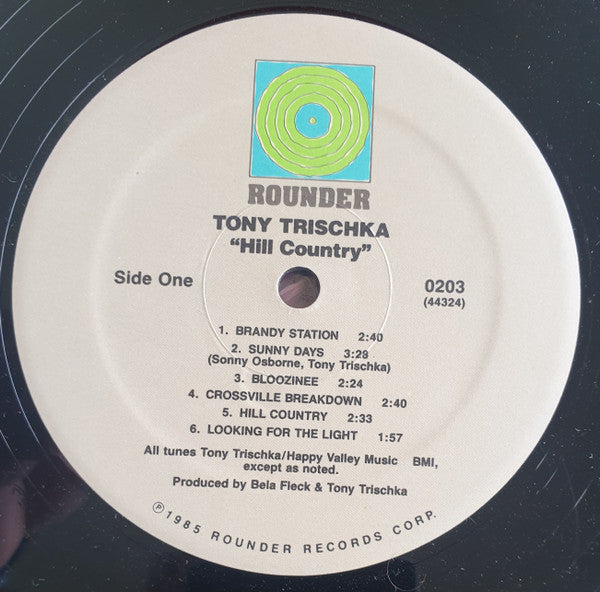 ROUNDER
TONY TRISCHKA
"Hill Country"
Side One
0203
(44324)
1. BRANDY STATION 2:40
2. SUNNY DAYS 3:28
(Sonny Osborne, Tony Trischka)
3. BLOOZINEE 2:24
4. CROSSVILLE BREAKDOWN 2:40
5. HILL COUNTRY 2:33
6. LOOKING FOR THE LIGHT 1:57
All tunes Tony Trischka/Happy Valley Music BMI,
except as noted.
Produced by Bela Fleck & Tony Trischka
℗1985 ROUNDER RECORDS CORP.